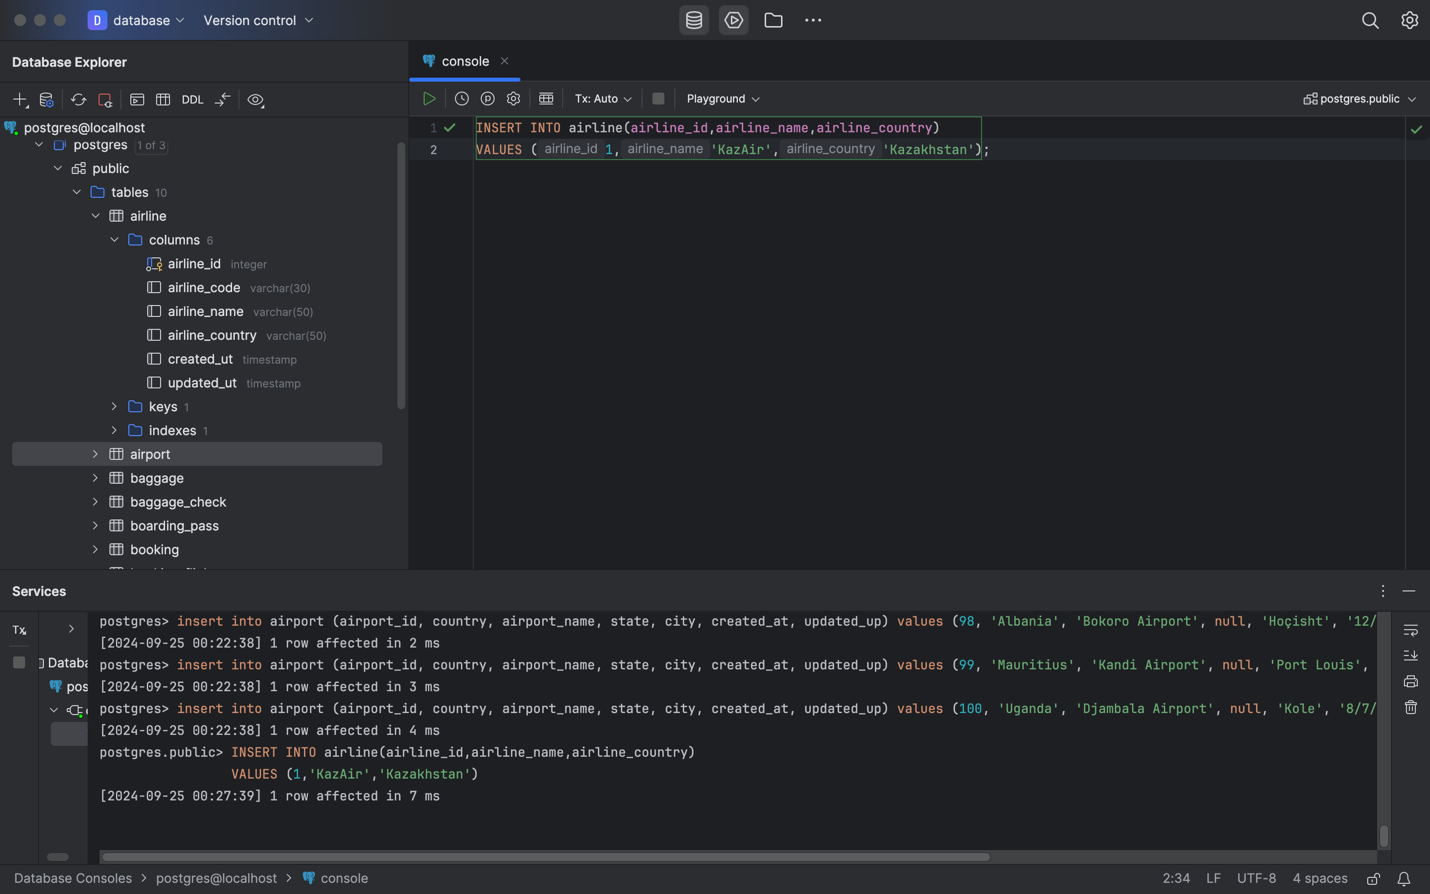 D database Version control
Database Explorer
console
DDL
Tx: Auto Playground postgres.public
postgres@localhost
postgres 1 of 3
public
tables 10
airline
columns 6
airline_id integer
airline_code varchar(30)
airline_name varchar(50)
airline_country varchar(50)
created_ut timestamp
updated_ut timestamp
keys 1
indexes 1
airport
baggage
baggage_check
boarding_pass
booking
1 INSERT INTO airline(airline_id,airline_name,airline_country)
2 VALUES ( airline_id 1, airline_name 'KazAir', airline_country 'Kazakhstan');
Services
Tx
Databa
pos
postgres> insert into airport (airport_id, country, airport_name, state, city, created_at, updated_up) values (98, 'Albania', 'Bokoro Airport', null, 'Hoçisht', '12/
[2024-09-25 00:22:38] 1 row affected in 2 ms
postgres> insert into airport (airport_id, country, airport_name, state, city, created_at, updated_up) values (99, 'Mauritius', 'Kandi Airport', null, 'Port Louis',
[2024-09-25 00:22:38] 1 row affected in 3 ms
postgres> insert into airport (airport_id, country, airport_name, state, city, created_at, updated_up) values (100, 'Uganda', 'Djambala Airport', null, 'Kole', '8/7/
[2024-09-25 00:22:38] 1 row affected in 4 ms
postgres.public> INSERT INTO airline(airline_id,airline_name,airline_country)
VALUES (1,'KazAir','Kazakhstan')
[2024-09-25 00:27:39] 1 row affected in 7 ms
Database Consoles > postgres@localhost > console
2:34 LF UTF-8 4 spaces